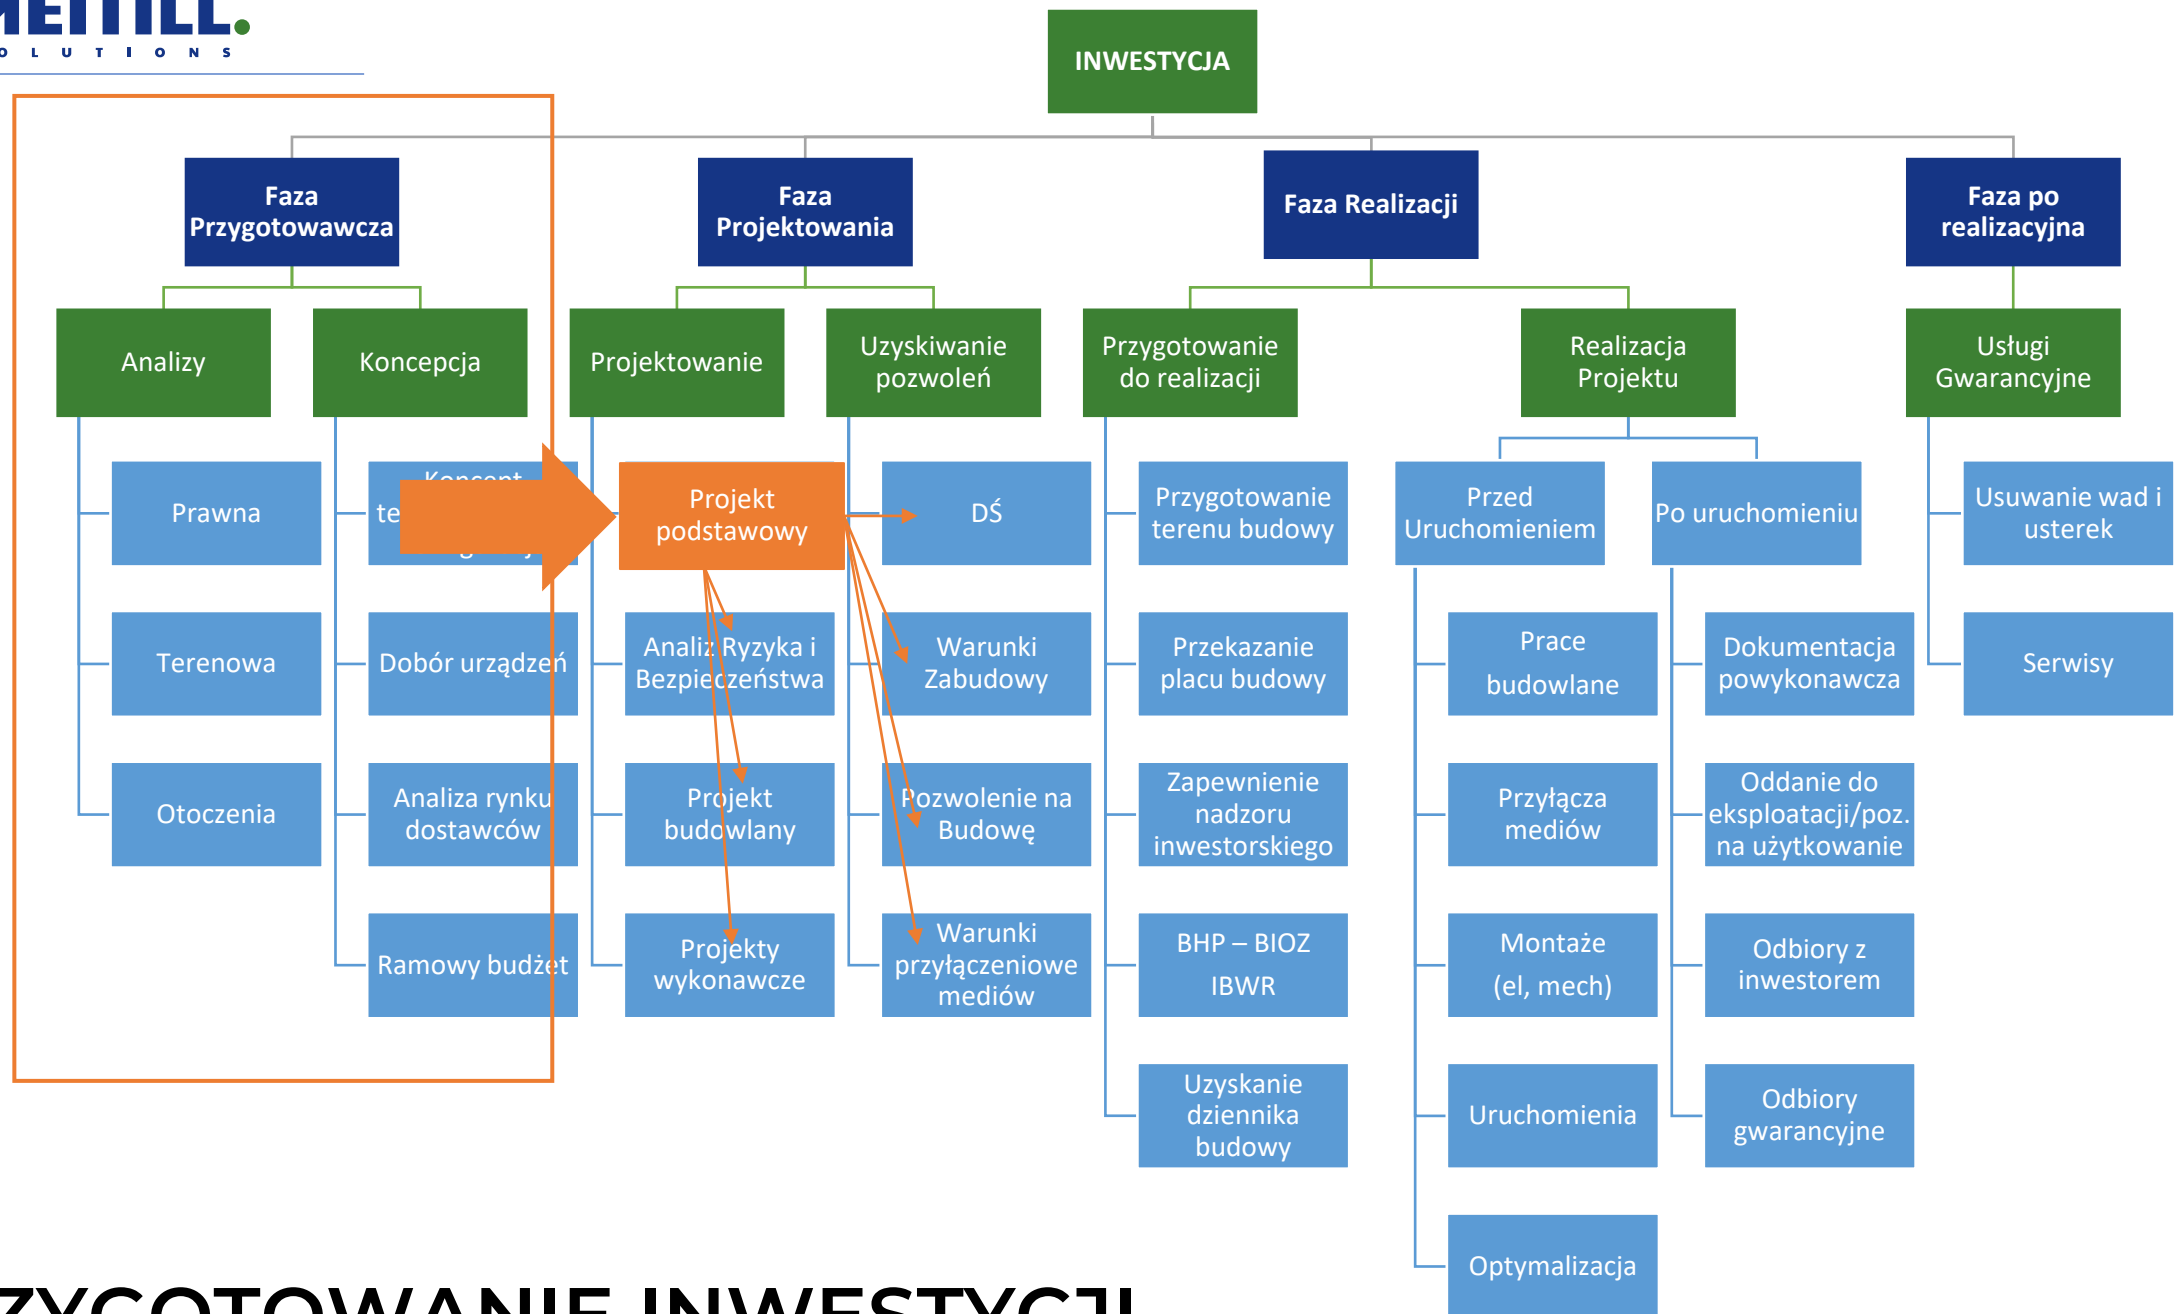 SOLUTIONS
INWESTYCJA
Faza
Przygotowawcza
Faza
Projektowania
Faza Realizacji
Faza po
realizacyjna
Analizy
Koncepcja
Projektowanie
Uzyskiwanie
pozwoleń
Przygotowanie
do realizacji
Realizacja
Projektu
Usługi
Gwarancyjne
Prawna
Terenowa
Otoczenia
Koncept
Dobór urządzeń
Analiza rynku
dostawców
Ramowy budżet
Projekt
podstawowy
Analiz Ryzyka i
Bezpieczeństwa
Projekt
budowlany
Projekty
wykonawcze
DŚ
Warunki
Zabudowy
Pozwolenie na
Budowę
Warunki
przyłączeniowe
mediów
Przygotowanie
terenu budowy
Przekazanie
placu budowy
Zapewnienie
nadzoru
inwestorskiego
BHP – BIOZ
IBWR
Uzyskanie
dziennika
budowy
Przed
Uruchomieniem
Prace
budowlane
Przyłącza
mediów
Montaże
(el, mech)
Uruchomienia
Optymalizacja
Po uruchomieniu
Dokumentacja
powykonawcza
Oddanie do
eksploatacji/poz.
na użytkowanie
Odbiory z
inwestorem
Odbiory
gwarancyjne
Usuwanie wad i
usterek
Serwisy
ZYGOTOWANIE INWESTYCJI